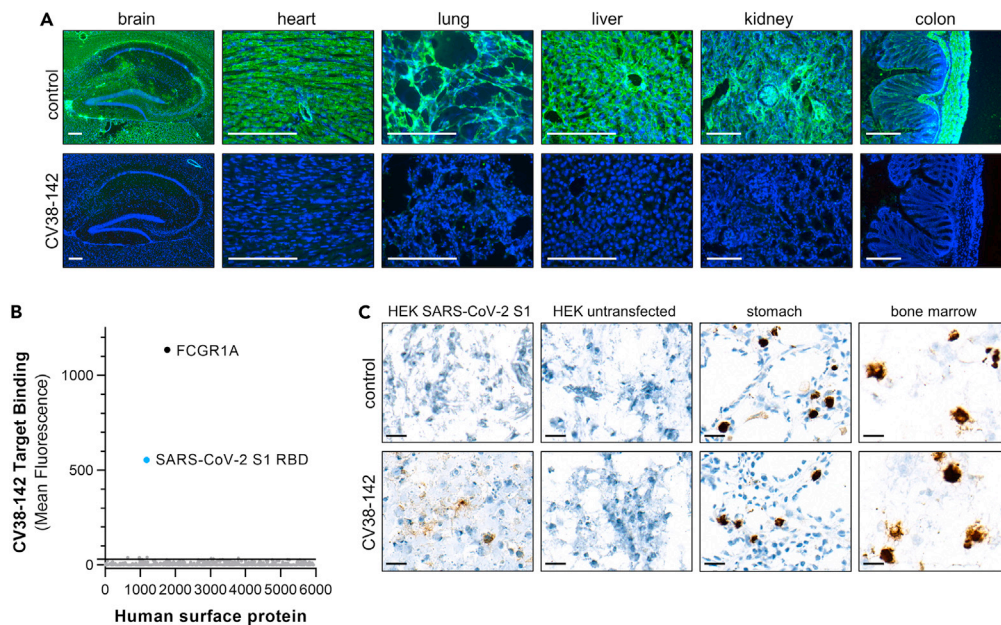 A
brain heart lung liver kidney colon
control
CV38-142
B
CV38-142 Target Binding
(Mean Fluorescence)
1000
500
0
FCGR1A
SARS-CoV-2 S1 RBD
0 1000 2000 3000 4000 5000 6000
Human surface protein
C
HEK SARS-CoV-2 S1 HEK untransfected stomach bone marrow
control
CV38-142